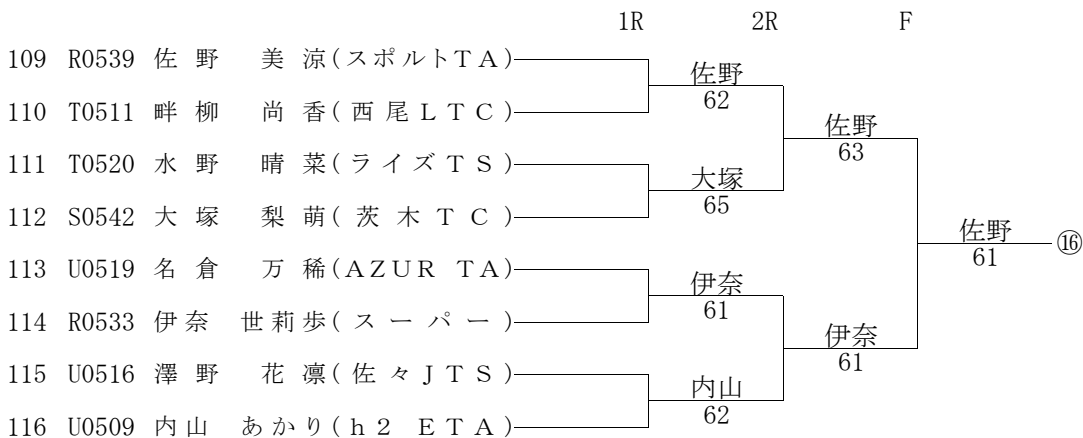 1R 2R F
109 R0539 佐野 美涼(スポルトTA)
佐野
62
110 T0511 畔柳 尚香(西尾LTC)
佐野
63
111 T0520 水野 晴菜(ライズTS)
大塚
65
112 S0542 大塚 梨萌(茨木TC)
佐野
61
⑯
113 U0519 名倉 万稀(AZUR TA)
伊奈
61
114 R0533 伊奈 世莉歩(スーパー)
伊奈
61
115 U0516 澤野 花凛(佐々JTS)
内山
62
116 U0509 内山 あかり(h2 ETA)